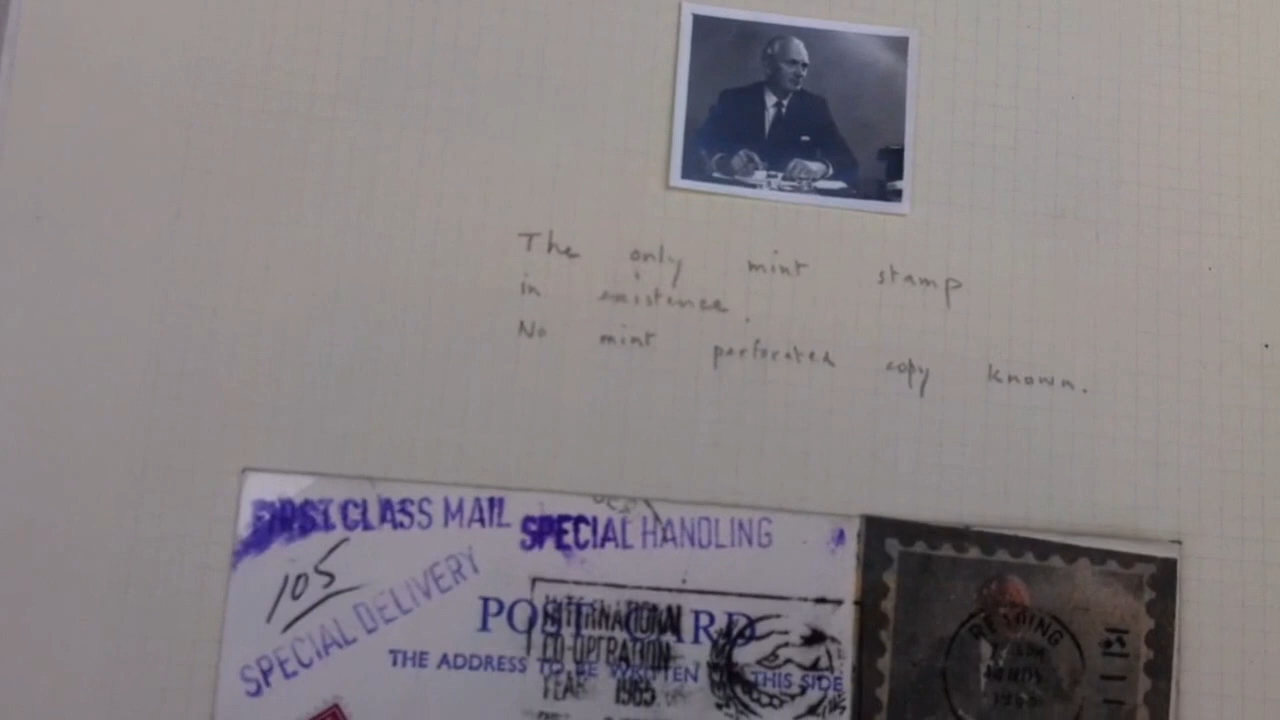 The only mint stamp
in existence.
No mint perforated copy known.
FIRST CLASS MAIL
SPECIAL HANDLING
105
SPECIAL DELIVERY
POST CARD
INTERNATIONAL
CO-OPERATION
YEAR 1965
THE ADDRESS TO BE WRITTEN THIS SIDE
READING